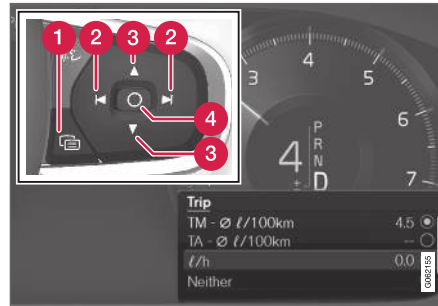 1
2
3
2
4
3
3
4
5
6
7
4
P
R
N
D
±
Trip
TM - Ø ℓ/100km 4.5
TA - Ø ℓ/100km --
ℓ/h 0.0
Neither
G062155